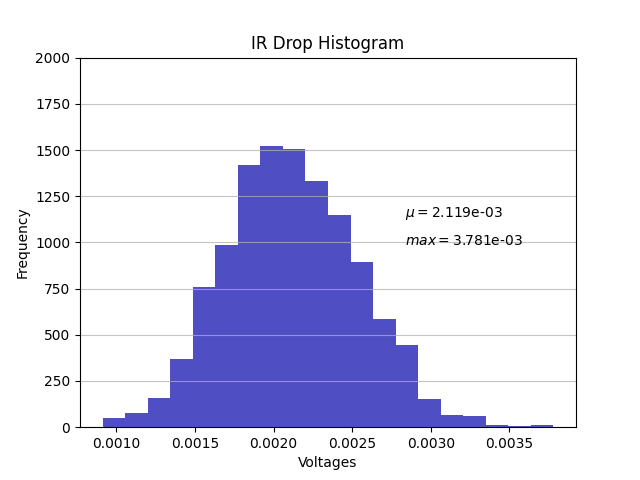 IR Drop Histogram
2000
1750
1500
1250
1000
750
500
250
0
Frequency
μ = 2.119e-03
max = 3.781e-03
0.0010 0.0015 0.0020 0.0025 0.0030 0.0035
Voltages